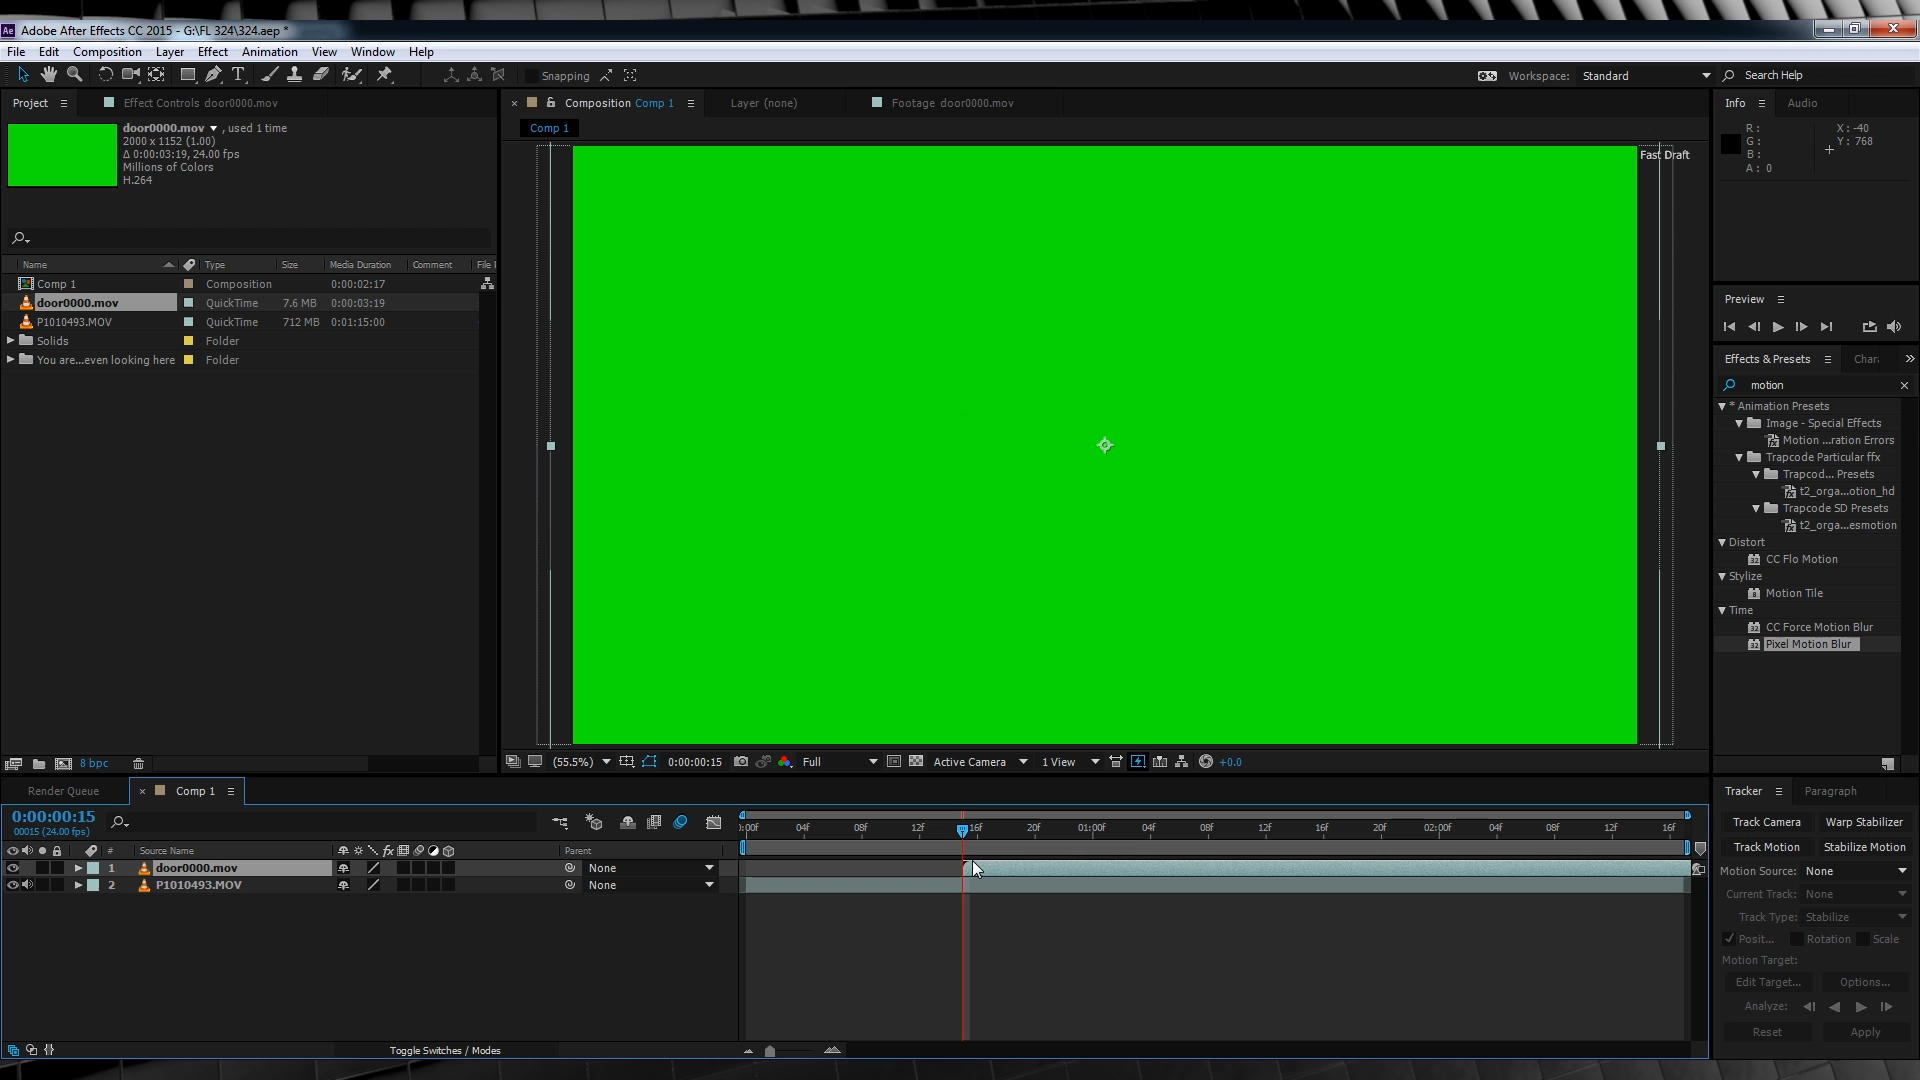 Ae Adobe After Effects CC 2015 - G:\FL 324\324.aep *
File Edit Composition Layer Effect Animation View Window Help
Snapping
Workspace: Standard
Search Help
Project
Effect Controls door0000.mov
door0000.mov ▼ , used 1 time
2000 x 1152 (1.00)
Δ 0:00:03:19, 24.00 fps
Millions of Colors
H.264
Name Type Size Media Duration Comment File
Comp 1 Composition 0:00:02:17
door0000.mov QuickTime 7.6 MB 0:00:03:19
P1010493.MOV QuickTime 712 MB 0:01:15:00
Solids Folder
You are...even looking here Folder
8 bpc
Composition Comp 1
Layer (none)
Footage door0000.mov
Comp 1
Fast Draft
(55.5%) 0:00:00:15 Full Active Camera 1 View +0.0
Info Audio
R: X: -40
G: Y: 768
B:
A: 0
Preview
Effects & Presets
motion
* Animation Presets
Image - Special Effects
Motion ...ration Errors
Trapcode Particular ffx
Trapcod... Presets
t2_orga...otion_hd
Trapcode SD Presets
t2_orga...esmotion
Distort
CC Flo Motion
Stylize
Motion Tile
Time
CC Force Motion Blur
Pixel Motion Blur
Render Queue
Comp 1
0:00:00:15
00015 (24.00 fps)
:00f 04f 08f 12f 16f 20f 01:00f 04f 08f 12f 16f 20f 02:00f 04f 08f 12f 16f
# Source Name fx Parent
1 door0000.mov None
2 P1010493.MOV None
Toggle Switches / Modes
Tracker Paragraph
Track Camera Warp Stabilizer
Track Motion Stabilize Motion
Motion Source: None
Current Track: None
Track Type: Stabilize
Posit... Rotation Scale
Motion Target:
Edit Target... Options...
Analyze:
Reset Apply